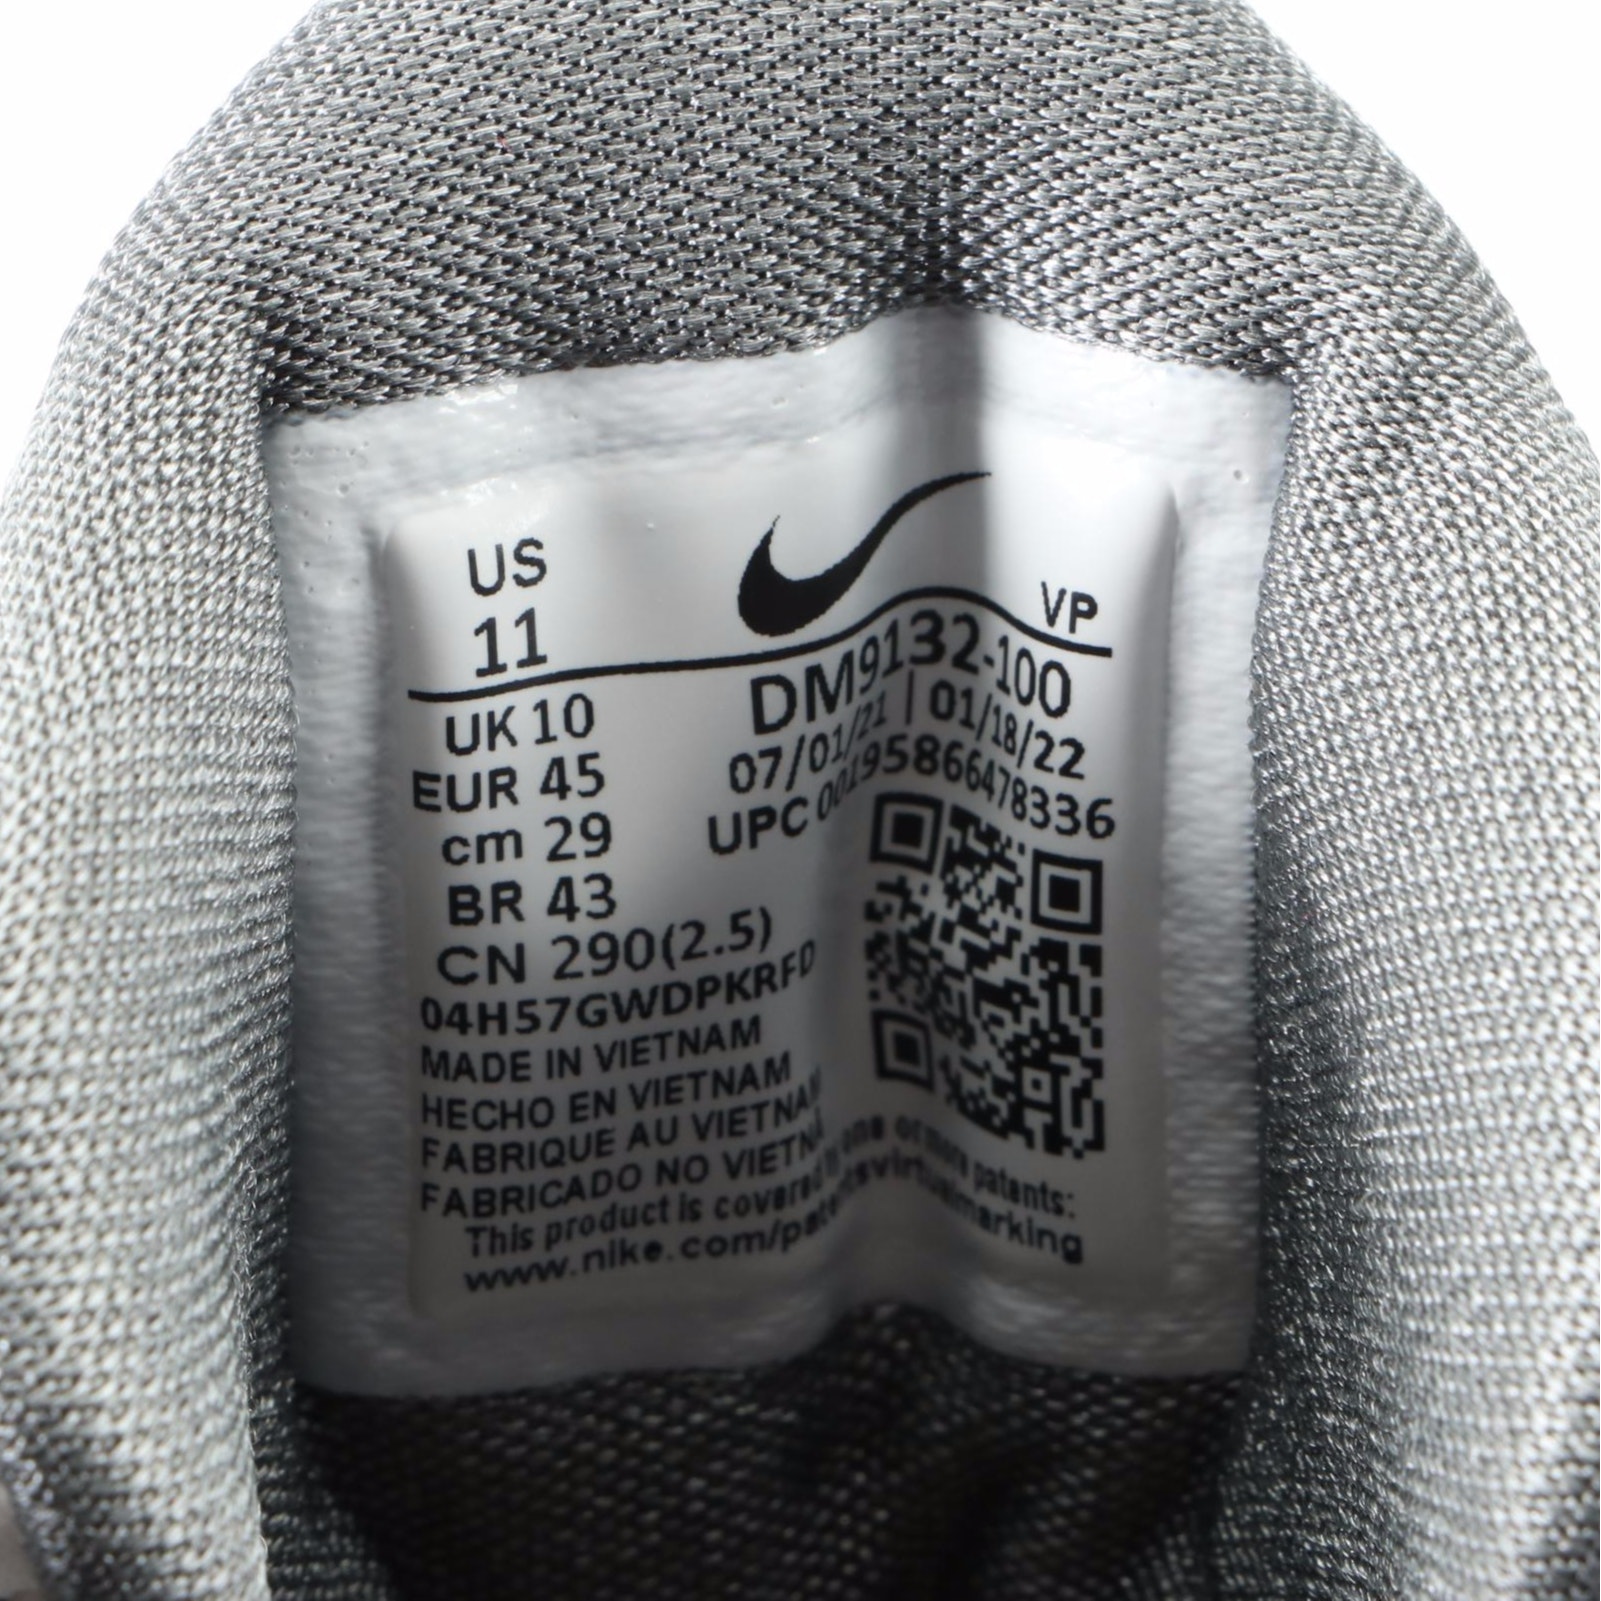 US
11
VP
UK 10
EUR 45
cm 29
BR 43
CN 290(2.5)
DM9132-100
07/01/21 | 01/18/22
UPC 00195866478336
04H57GWDPKRFD
MADE IN VIETNAM
HECHO EN VIETNAM
FABRIQUE AU VIETNAM
FABRICADO NO VIETNÃ
This product is covered by one or more patents:
www.nike.com/patentsvirtualmarking